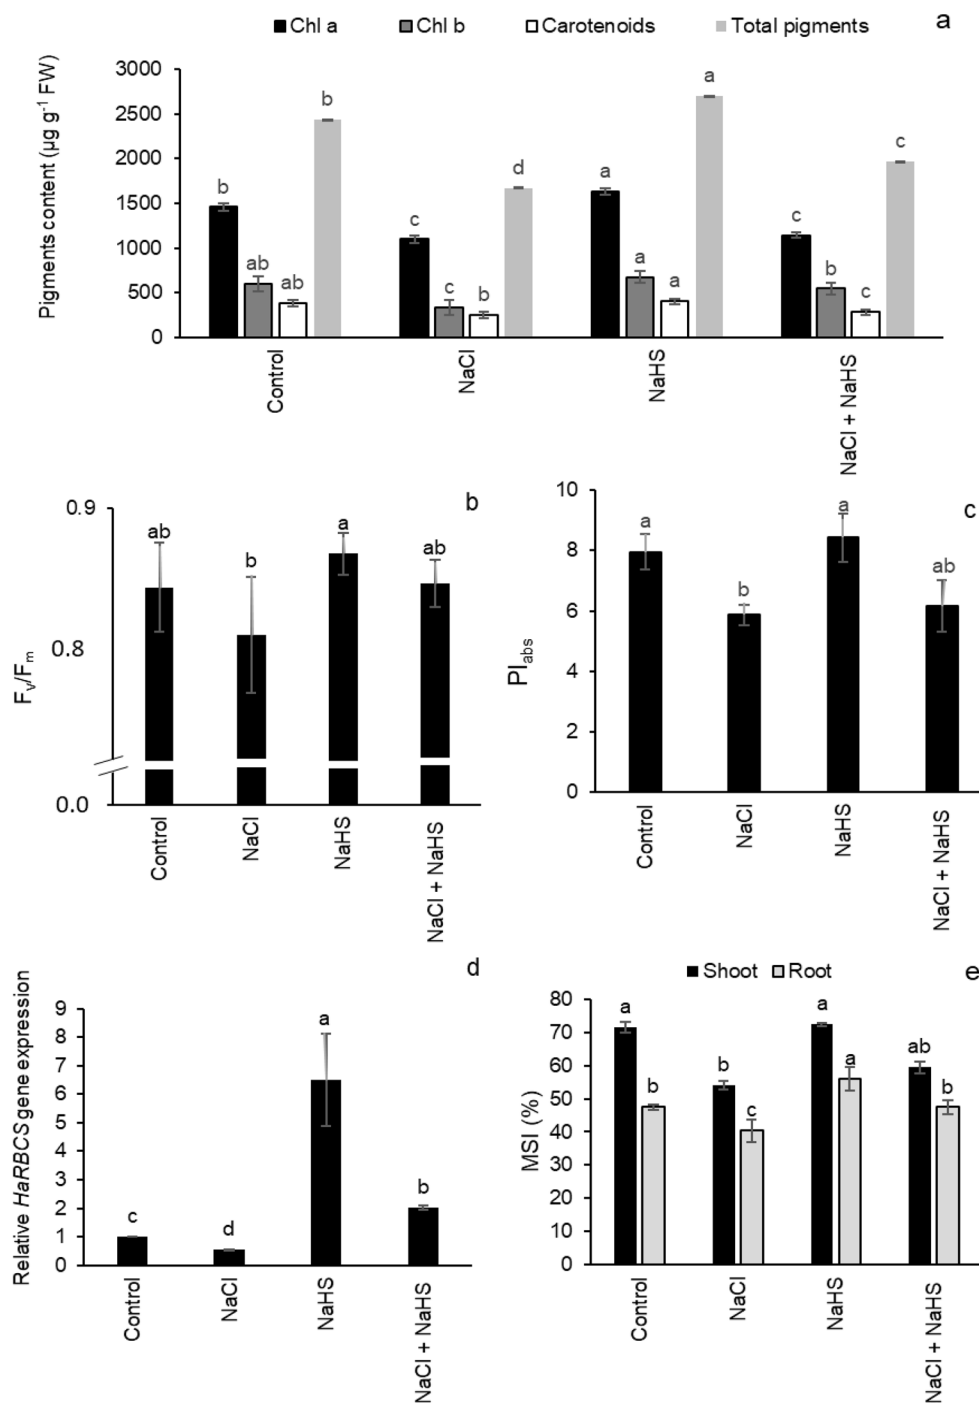 Chl a Chl b Carotenoids Total pigments a
Pigments content (µg g-1 FW)
3000
2500
2000
1500
1000
500
0
b ab ab b
c c b d
a a a a
c b c c
Control NaCl NaHS NaCl + NaHS
b
Fv/Fm
0.9
0.8
0.0
ab b a ab
Control NaCl NaHS NaCl + NaHS
c
PIabs
10
8
6
4
2
0
a b a ab
Control NaCl NaHS NaCl + NaHS
d
Relative HaRBCS gene expression
9
8
7
6
5
4
3
2
1
0
c d a b
Control NaCl NaHS NaCl + NaHS
Shoot Root e
MSI (%)
80
70
60
50
40
30
20
10
0
a b
b c
a a
ab b
Control NaCl NaHS NaCl + NaHS